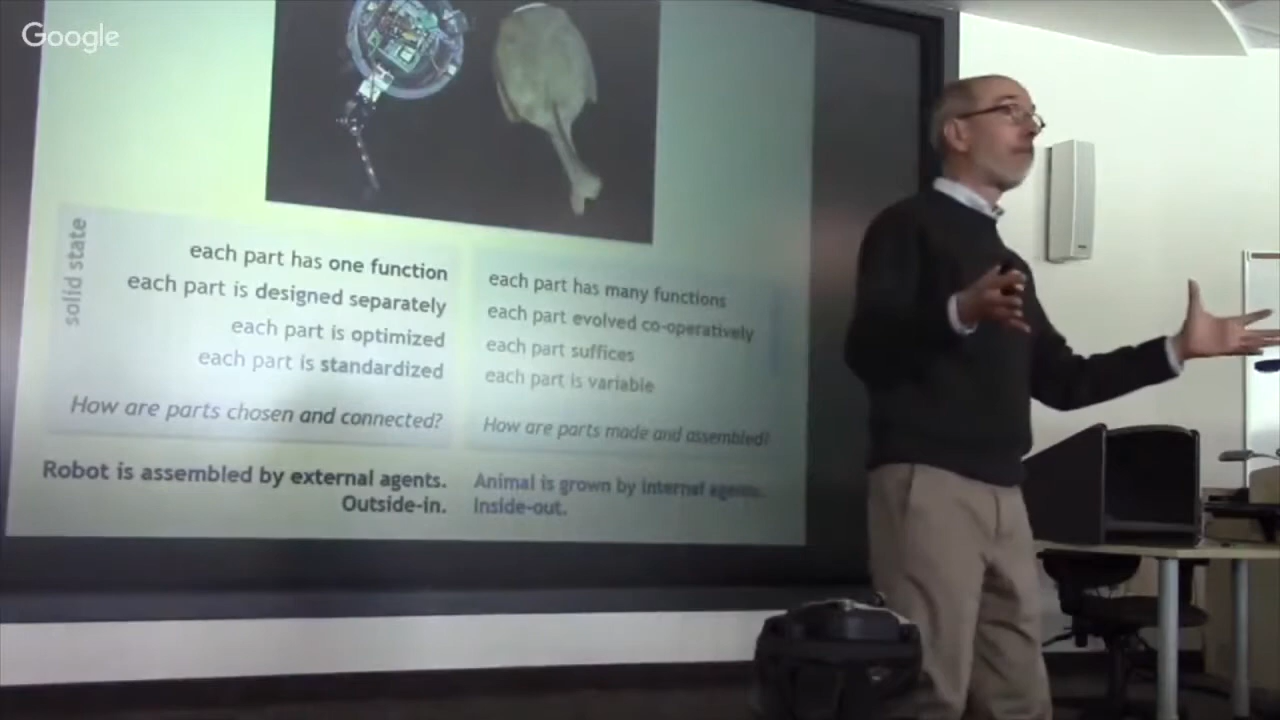 Google
solid state
each part has one function
each part is designed separately
each part is optimized
each part is standardized
How are parts chosen and connected?
Robot is assembled by external agents.
Outside-in.
each part has many functions
each part evolved co-operatively
each part suffices
each part is variable
How are parts made and assembled?
Animal is grown by internal agents.
Inside-out.